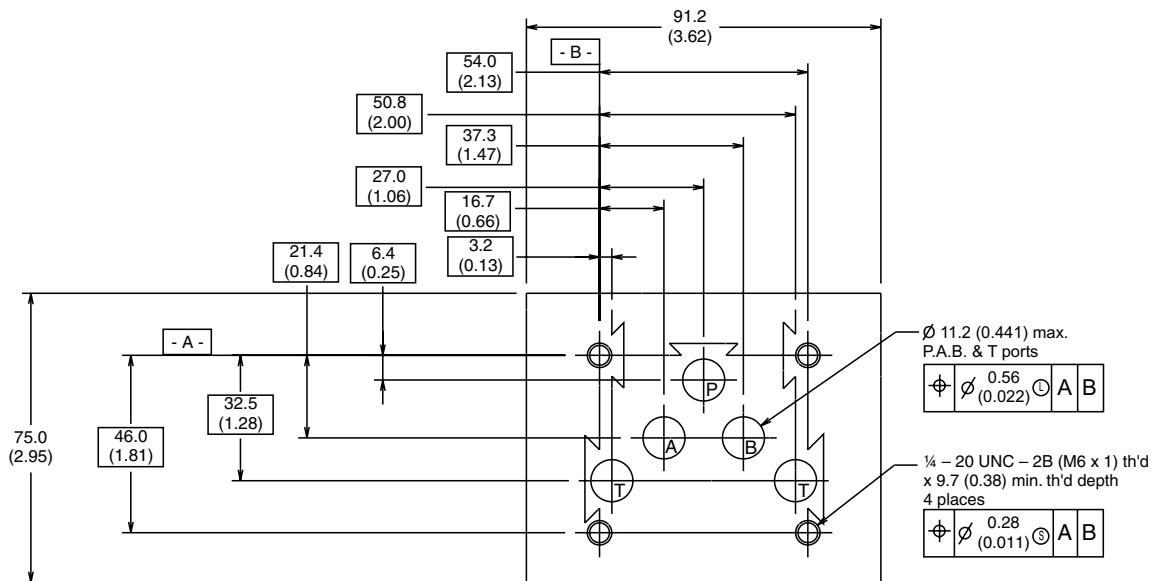 91.2
(3.62)
- B -
54.0
(2.13)
50.8
(2.00)
37.3
(1.47)
27.0
(1.06)
16.7
(0.66)
3.2
(0.13)
21.4
(0.84)
6.4
(0.25)
- A -
32.5
(1.28)
46.0
(1.81)
75.0
(2.95)
P
A
B
T
T
Ø 11.2 (0.441) max.
P.A.B. & T ports
⌖ Ø 0.56 (0.022) Ⓛ A B
¼ – 20 UNC – 2B (M6 x 1) th'd
x 9.7 (0.38) min. th'd depth
4 places
⌖ Ø 0.28 (0.011) Ⓢ A B